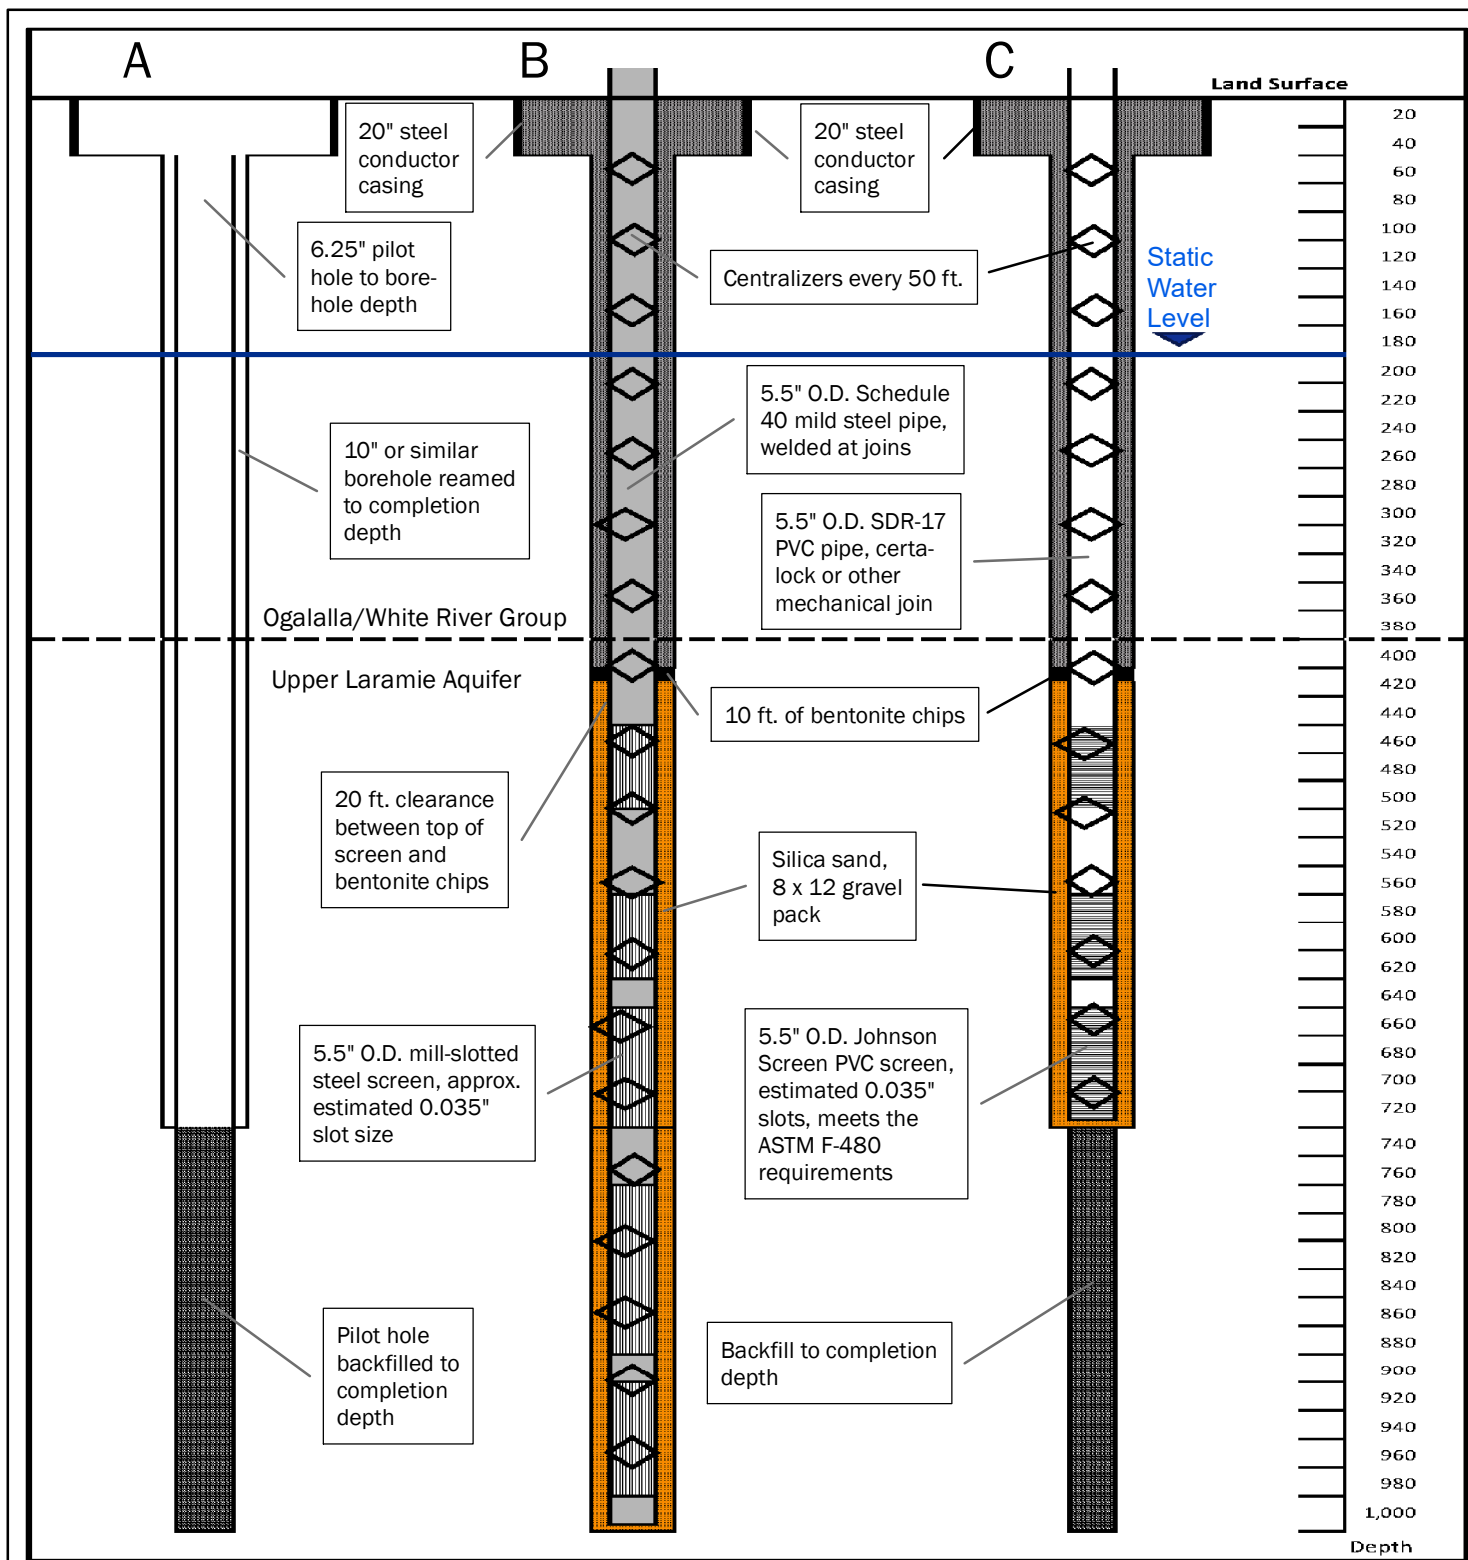 A
B
C
Land Surface
20" steel
conductor
casing
20" steel
conductor
casing
6.25" pilot
hole to bore-
hole depth
Centralizers every 50 ft.
Static
Water
Level
10" or similar
borehole reamed
to completion
depth
5.5" O.D. Schedule
40 mild steel pipe,
welded at joins
5.5" O.D. SDR-17
PVC pipe, certa-
lock or other
mechanical join
Ogalalla/White River Group
Upper Laramie Aquifer
10 ft. of bentonite chips
20 ft. clearance
between top of
screen and
bentonite chips
Silica sand,
8 x 12 gravel
pack
5.5" O.D. mill-slotted
steel screen, approx.
estimated 0.035"
slot size
5.5" O.D. Johnson
Screen PVC screen,
estimated 0.035"
slots, meets the
ASTM F-480
requirements
Pilot hole
backfilled to
completion
depth
Backfill to completion
depth
20
40
60
80
100
120
140
160
180
200
220
240
260
280
300
320
340
360
380
400
420
440
460
480
500
520
540
560
580
600
620
640
660
680
700
720
740
760
780
800
820
840
860
880
900
920
940
960
980
1,000
Depth